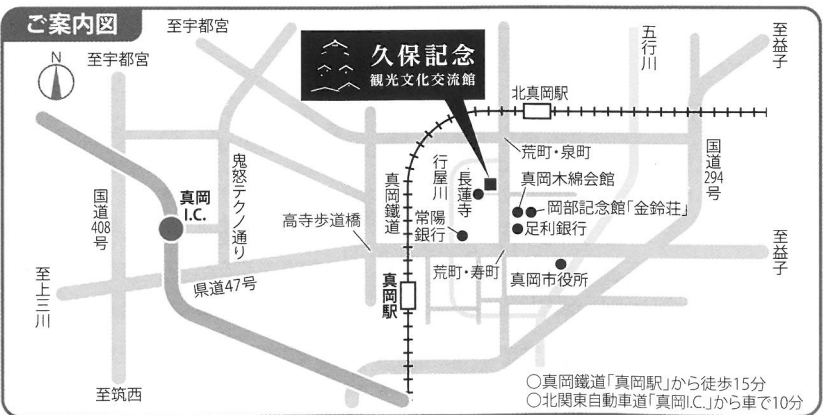 ご案内図
至宇都宮
N
至宇都宮
久保記念
観光文化交流館
五行川
至益子
北真岡駅
荒町・泉町
国道294号
鬼怒テクノ通り
真岡鐵道
行屋川
長蓮寺
真岡木綿会館
岡部記念館「金鈴荘」
足利銀行
国道408号
真岡
I.C.
高寺歩道橋
常陽
銀行
荒町・寿町
至益子
真岡市役所
至上三川
県道47号
真岡駅
至筑西
○真岡鐵道「真岡駅」から徒歩15分
○北関東自動車道「真岡I.C.」から車で10分